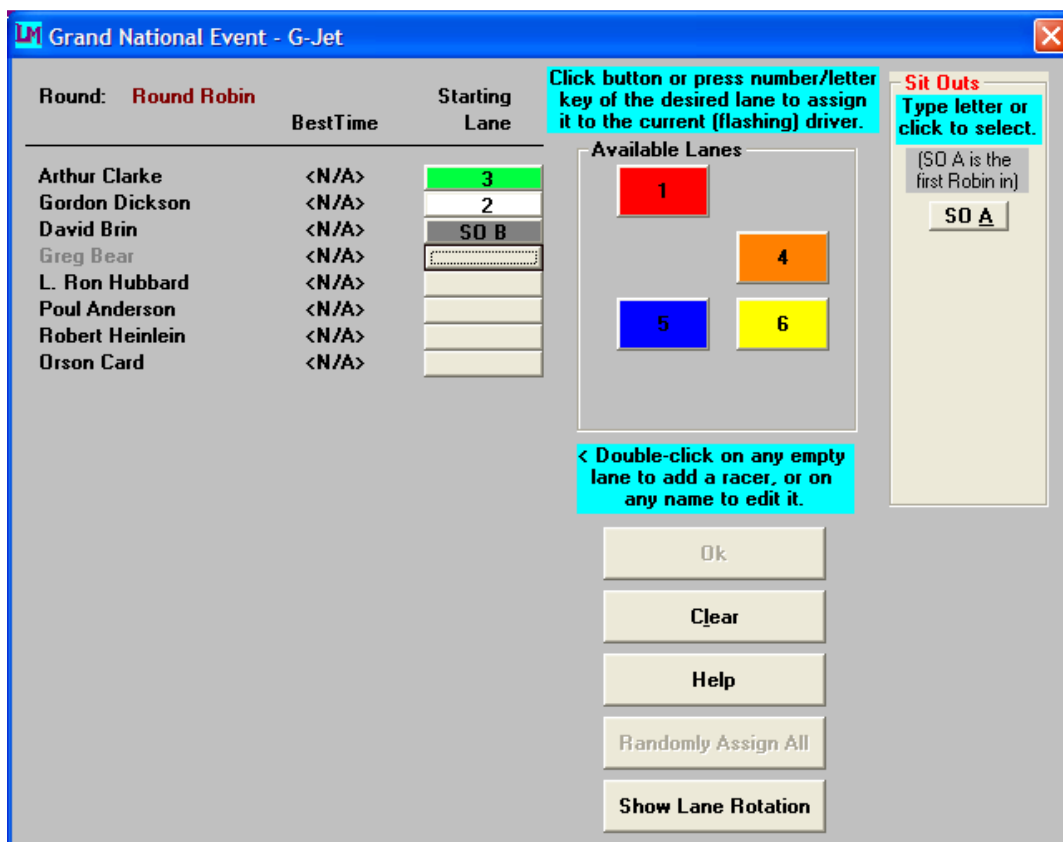 LM Grand National Event - G-Jet
Round: Round Robin
BestTime
Starting
Lane
Arthur Clarke <N/A> 3
Gordon Dickson <N/A> 2
David Brin <N/A> SO B
Greg Bear <N/A>
L. Ron Hubbard <N/A>
Poul Anderson <N/A>
Robert Heinlein <N/A>
Orson Card <N/A>
Click button or press number/letter
key of the desired lane to assign
it to the current (flashing) driver.
Available Lanes
1
4
5 6
< Double-click on any empty
lane to add a racer, or on
any name to edit it.
Ok
Clear
Help
Randomly Assign All
Show Lane Rotation
Sit Outs
Type letter or
click to select.
(SO A is the
first Robin in)
SO A